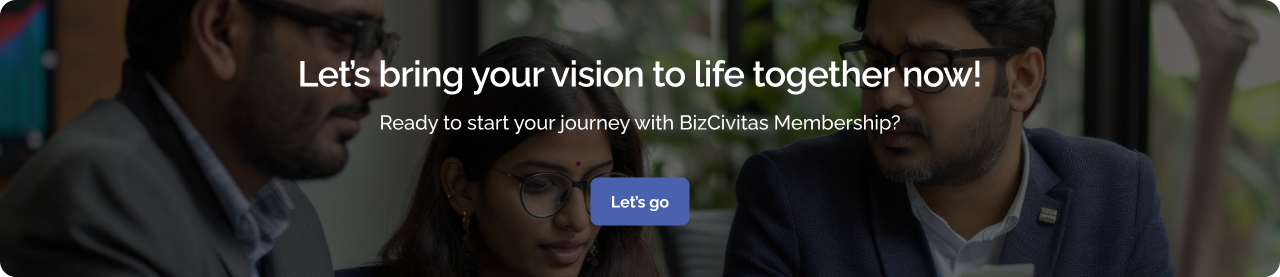 Let's bring your vision to life together now!
Ready to start your journey with BizCivitas Membership?
Let's go